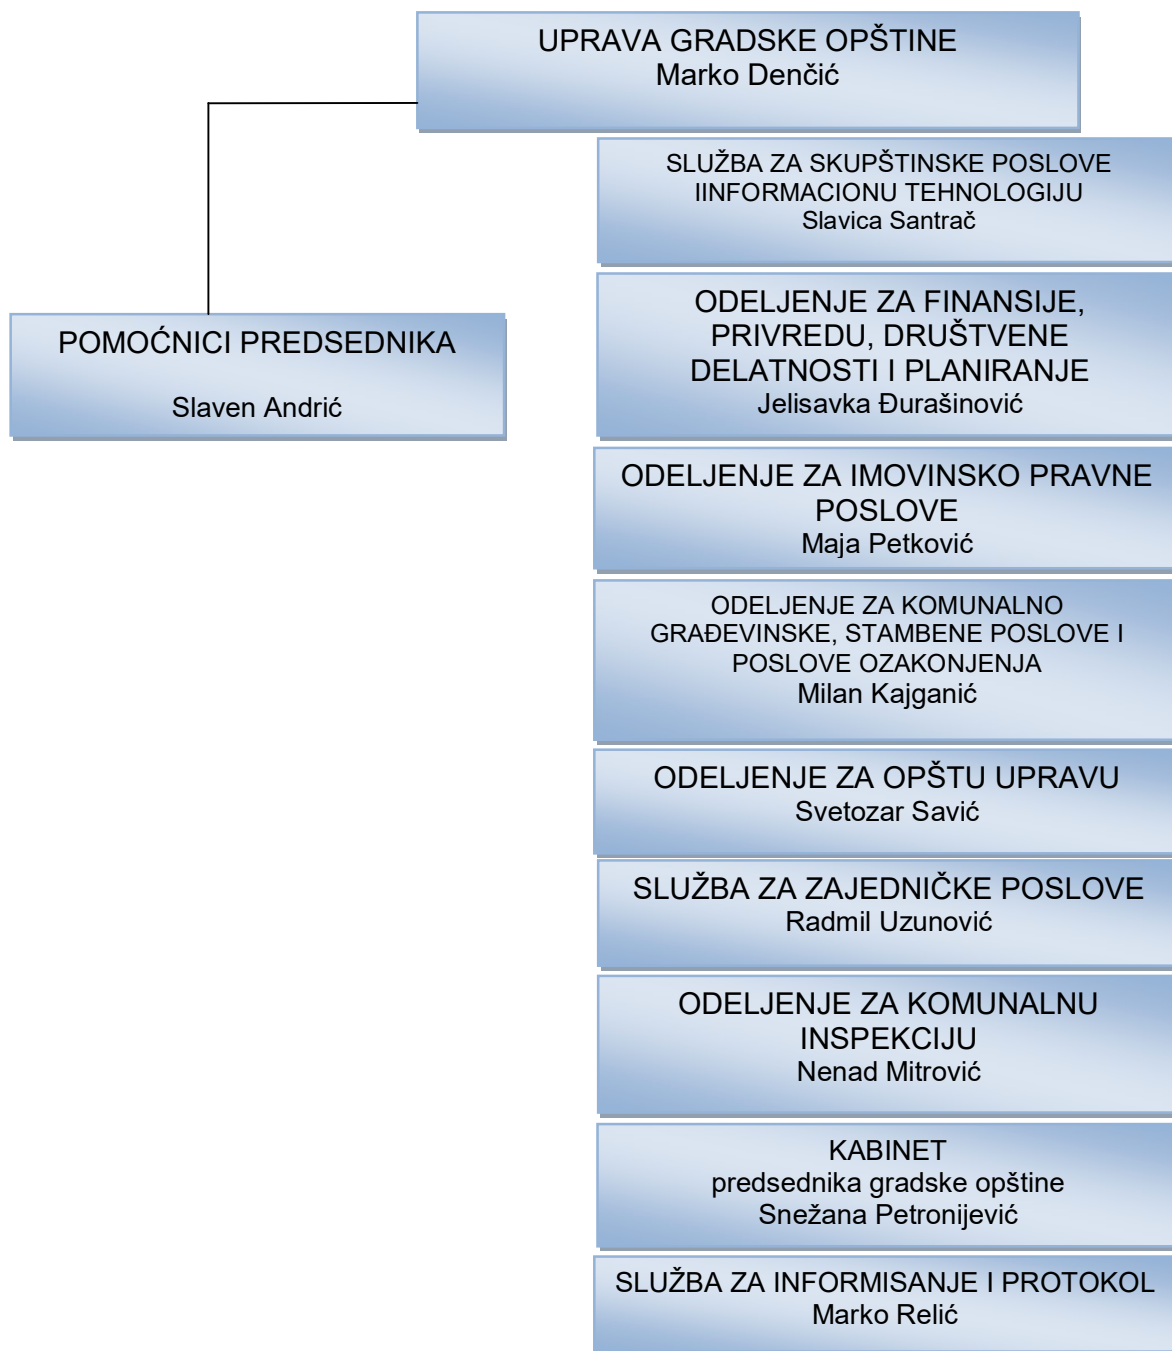 UPRAVA GRADSKE OPŠTINE
Marko Denčić
SLUŽBA ZA SKUPŠTINSKE POSLOVE
IINFORMACIONU TEHNOLOGIJU
Slavica Santrač
POMOĆNICI PREDSEDNIKA
Slaven Andrić
ODELJENJE ZA FINANSIJE,
PRIVREDU, DRUŠTVENE
DELATNOSTI I PLANIRANJE
Jelisavka Đurašinović
ODELJENJE ZA IMOVINSKO PRAVNE
POSLOVE
Maja Petković
ODELJENJE ZA KOMUNALNO
GRAĐEVINSKE, STAMBENE POSLOVE I
POSLOVE OZAKONJENJA
Milan Kajganić
ODELJENJE ZA OPŠTU UPRAVU
Svetozar Savić
SLUŽBA ZA ZAJEDNIČKE POSLOVE
Radmil Uzunović
ODELJENJE ZA KOMUNALNU
INSPEKCIJU
Nenad Mitrović
KABINET
predsednika gradske opštine
Snežana Petronijević
SLUŽBA ZA INFORMISANJE I PROTOKOL
Marko Relić